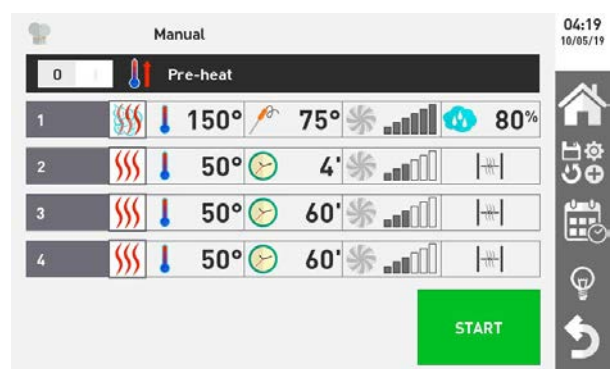 Manual
04:19
10/05/19
0 I Pre-heat
1 150° 75° 80%
2 50° 4'
3 50° 60'
4 50° 60'
START